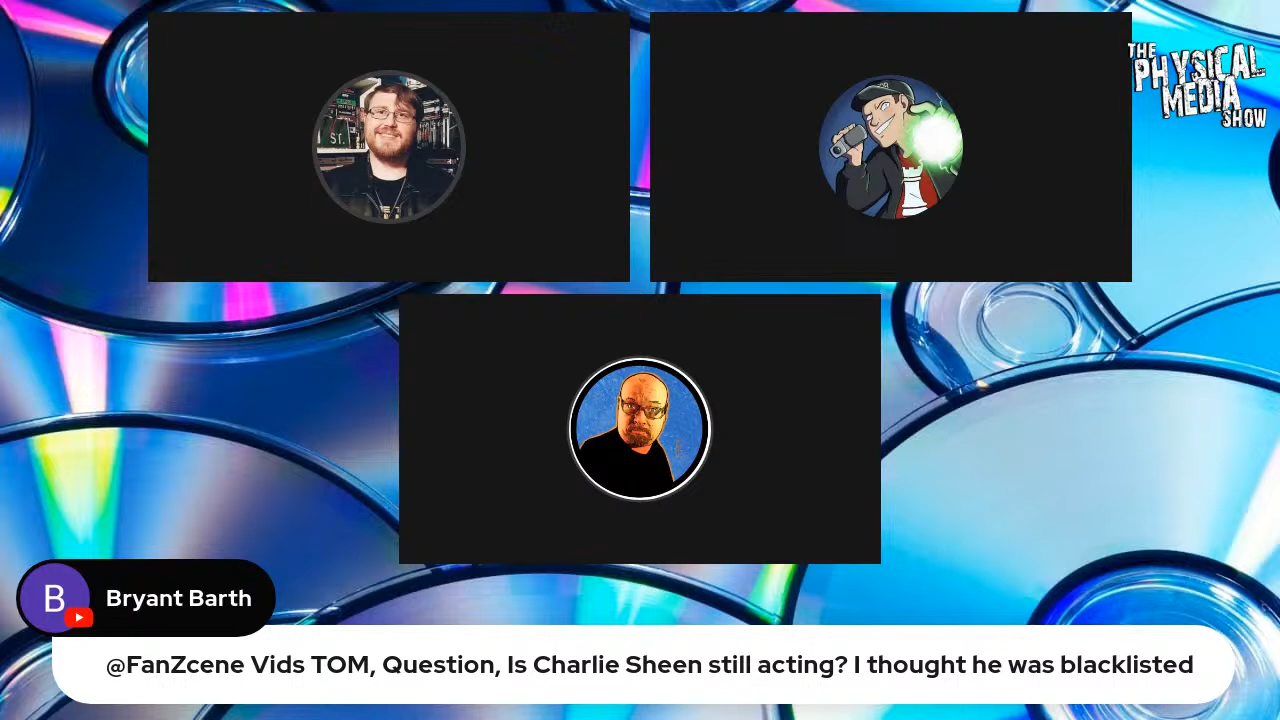 THE
PHYSICAL
MEDIA
SHOW
ST.
B
Bryant Barth
@FanZcene Vids TOM, Question, Is Charlie Sheen still acting? I thought he was blacklisted